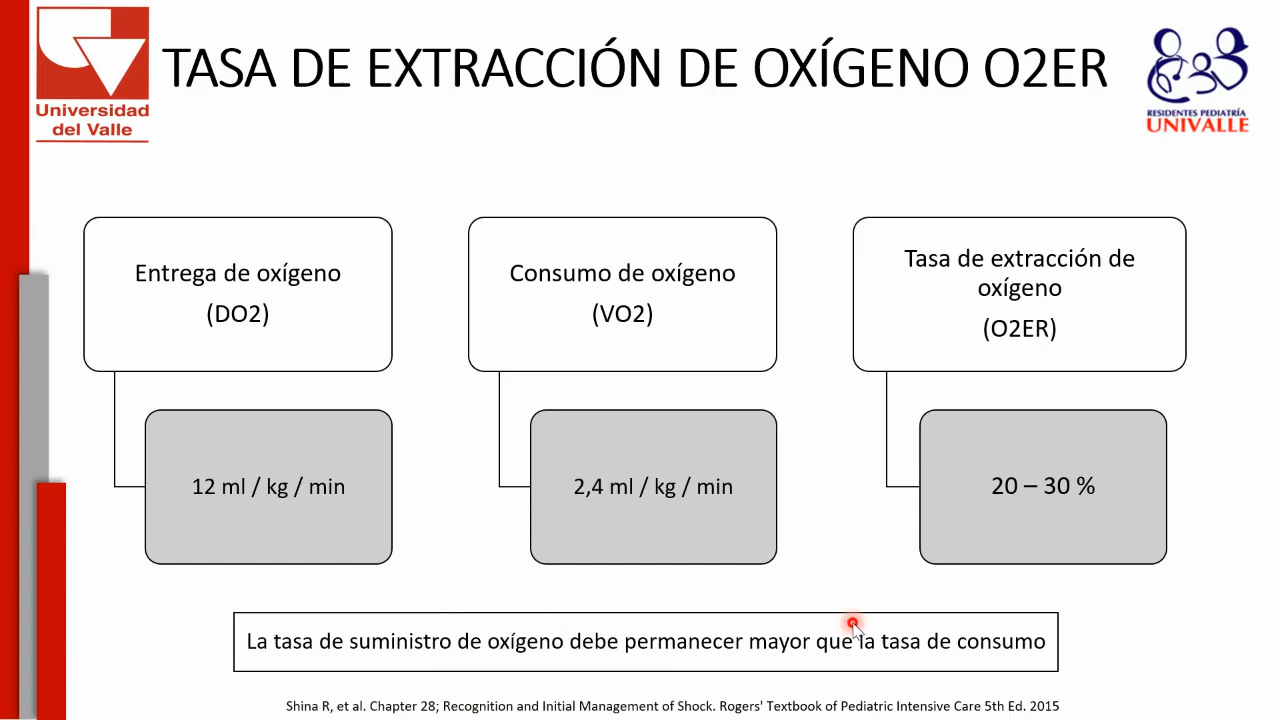 Universidad
del Valle
TASA DE EXTRACCIÓN DE OXÍGENO O2ER
RESIDENTES PEDIATRÍA
UNIVALLE
Entrega de oxígeno
(DO2)
12 ml / kg / min
Consumo de oxígeno
(VO2)
2,4 ml / kg / min
Tasa de extracción de
oxígeno
(O2ER)
20 – 30 %
La tasa de suministro de oxígeno debe permanecer mayor que la tasa de consumo
Shina R, et al. Chapter 28; Recognition and Initial Management of Shock. Rogers' Textbook of Pediatric Intensive Care 5th Ed. 2015